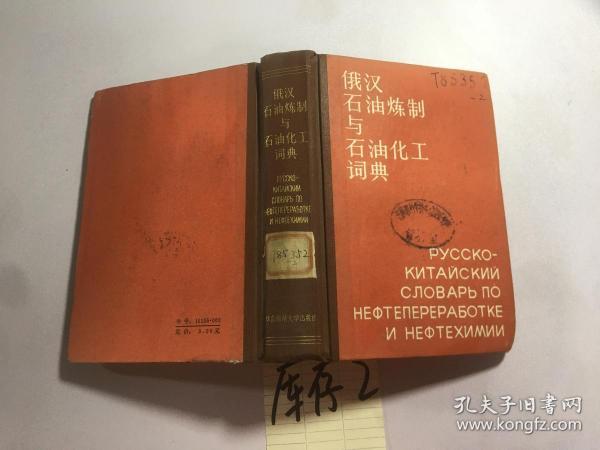 俄汉
石油炼制
与
石油化工
词典
РУССКО-
КИТАЙСКИЙ
СЛОВАРЬ ПО
НЕФТЕПЕРЕРАБОТКЕ
И НЕФТЕХИМИИ
俄汉
石油炼制
与
石油化工
词典
РУССКО-
КИТАЙСКИЙ
СЛОВАРЬ ПО
НЕФТЕПЕРЕРАБОТКЕ
И НЕФТЕХИМИИ
785352
库存2
孔夫子旧书网
www.kongfz.com